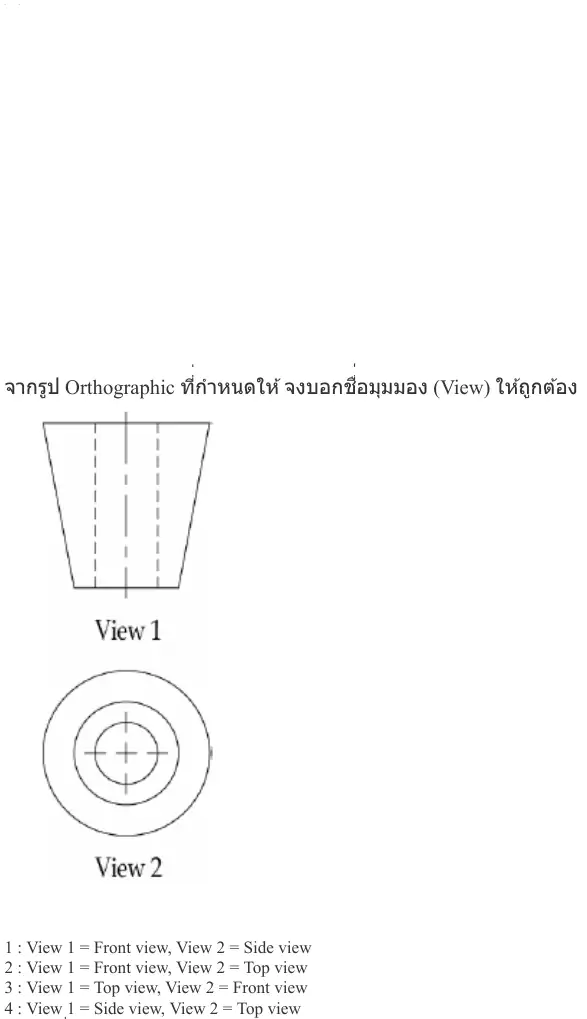 จากรูป Orthographic ที่กำหนดให้ จงบอกชื่อมุมมอง (View) ให้ถูกต้อง
View 1
View 2
1 : View 1 = Front view, View 2 = Side view
2 : View 1 = Front view, View 2 = Top view
3 : View 1 = Top view, View 2 = Front view
4 : View 1 = Side view, View 2 = Top view